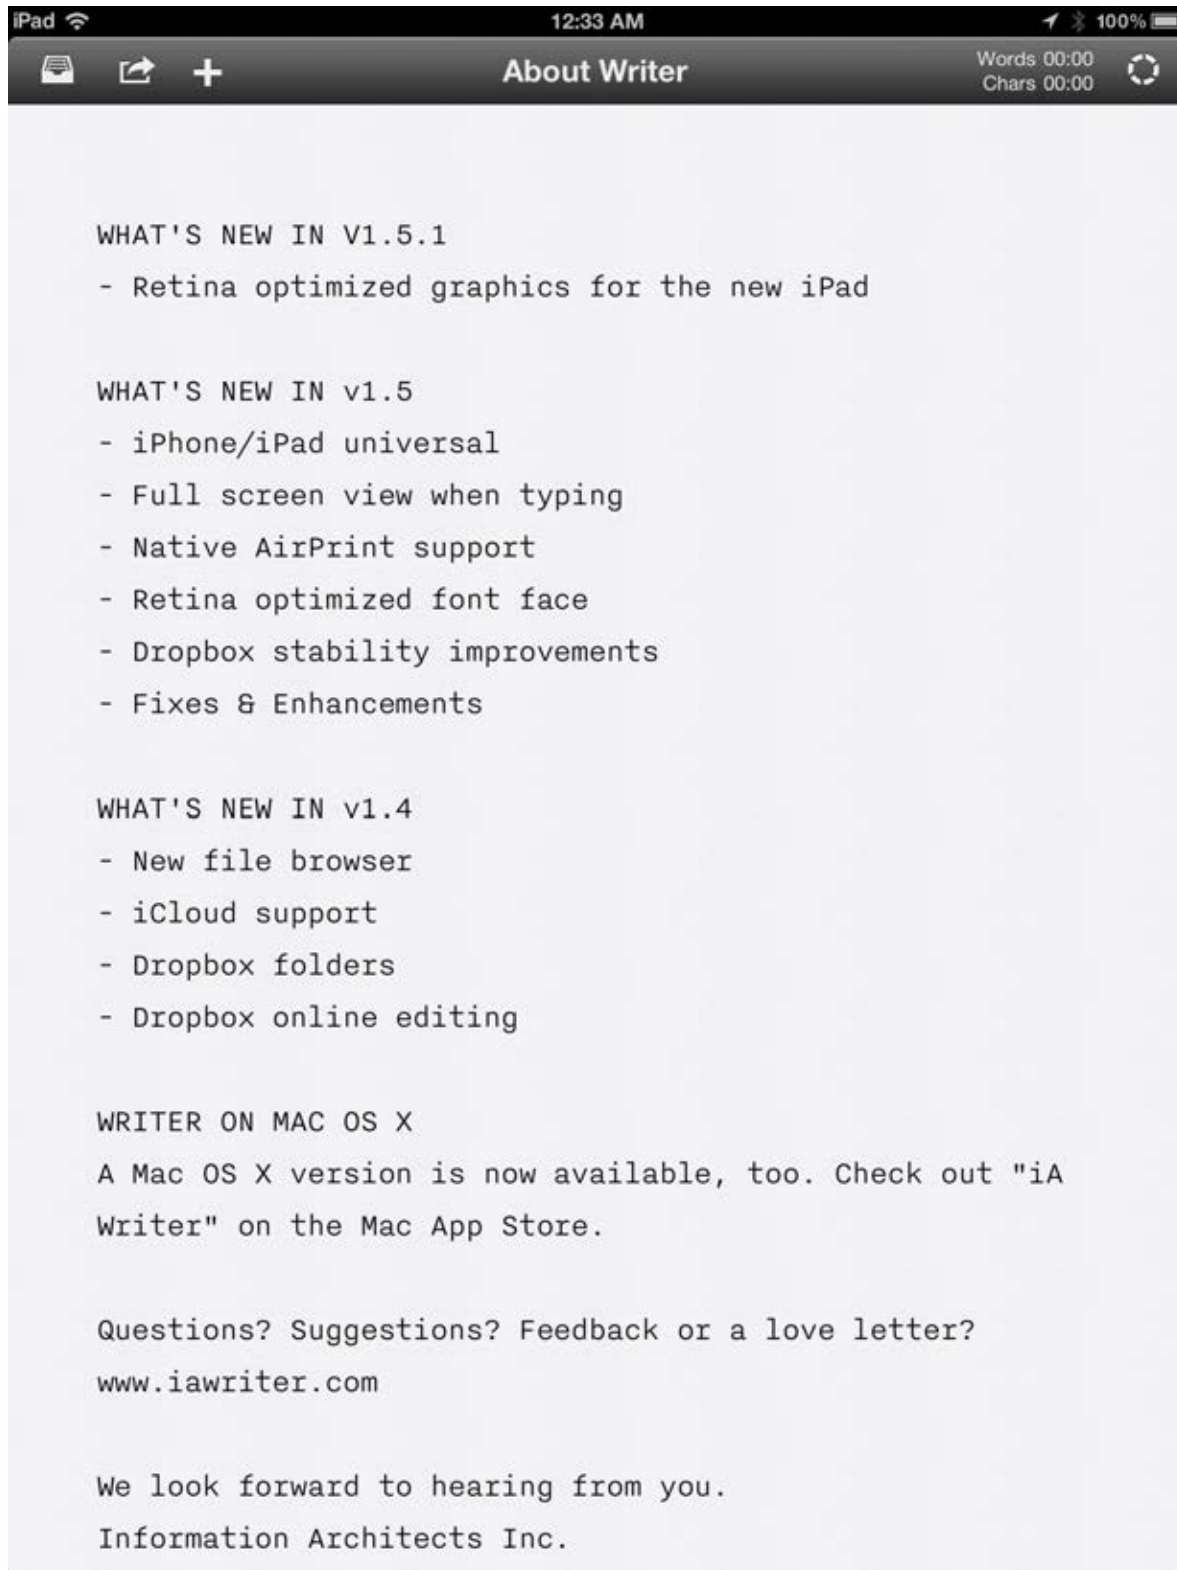 iPad 12:33 AM 100%
About Writer
Words 00:00
Chars 00:00
WHAT'S NEW IN V1.5.1
- Retina optimized graphics for the new iPad
WHAT'S NEW IN v1.5
- iPhone/iPad universal
- Full screen view when typing
- Native AirPrint support
- Retina optimized font face
- Dropbox stability improvements
- Fixes & Enhancements
WHAT'S NEW IN v1.4
- New file browser
- iCloud support
- Dropbox folders
- Dropbox online editing
WRITER ON MAC OS X
A Mac OS X version is now available, too. Check out "iA
Writer" on the Mac App Store.
Questions? Suggestions? Feedback or a love letter?
www.iawriter.com
We look forward to hearing from you.
Information Architects Inc.